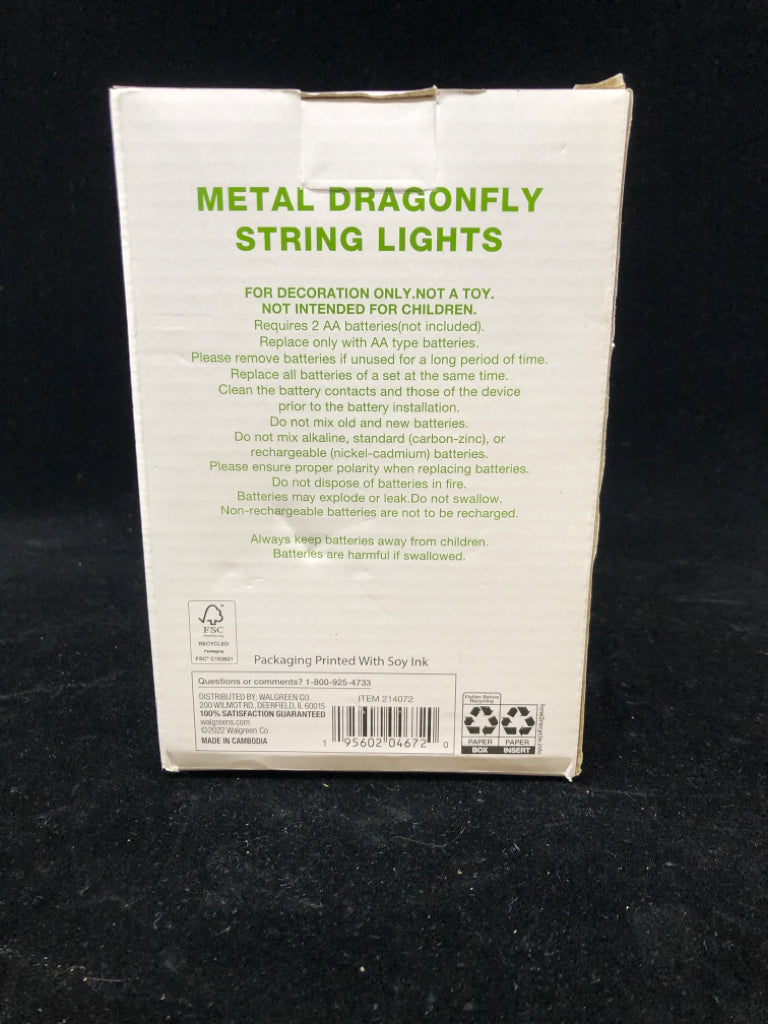 METAL DRAGONFLY
STRING LIGHTS
FOR DECORATION ONLY.NOT A TOY.
NOT INTENDED FOR CHILDREN.
Requires 2 AA batteries(not included).
Replace only with AA type batteries.
Please remove batteries if unused for a long period of time.
Replace all batteries of a set at the same time.
Clean the battery contacts and those of the device
prior to the battery installation.
Do not mix old and new batteries.
Do not mix alkaline, standard (carbon-zinc), or
rechargeable (nickel-cadmium) batteries.
Please ensure proper polarity when replacing batteries.
Do not dispose of batteries in fire.
Batteries may explode or leak.Do not swallow.
Non-rechargeable batteries are not to be recharged.
Always keep batteries away from children.
Batteries are harmful if swallowed.
FSC
RECYCLED
Packaging
FSC® C150621
Packaging Printed With Soy Ink
Questions or comments? 1-800-925-4733
DISTRIBUTED BY: WALGREEN CO.
200 WILMOT RD., DEERFIELD, IL 60015
100% SATISFACTION GUARANTEED
walgreens.com
©2022 Walgreen Co.
MADE IN CAMBODIA
ITEM 214072
1 95602 04672 0
Flatten Before
Recycling
PAPER
BOX
PAPER
INSERT
how2recycle.info